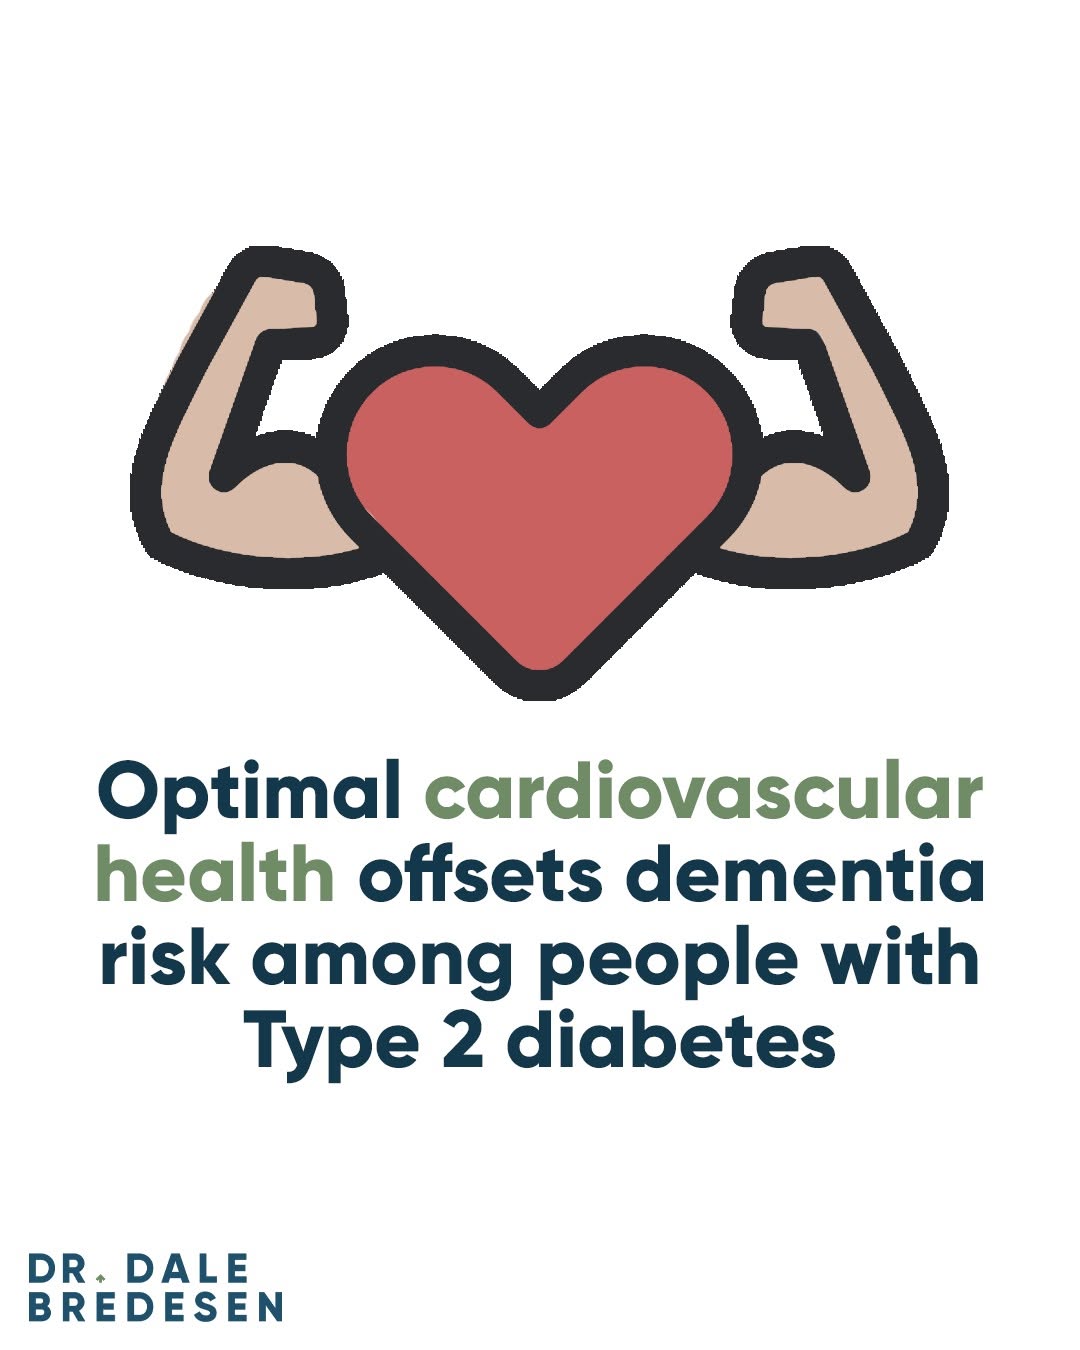 Optimal cardiovascular
health offsets dementia
risk among people with
Type 2 diabetes
DR. DALE
BREDESEN